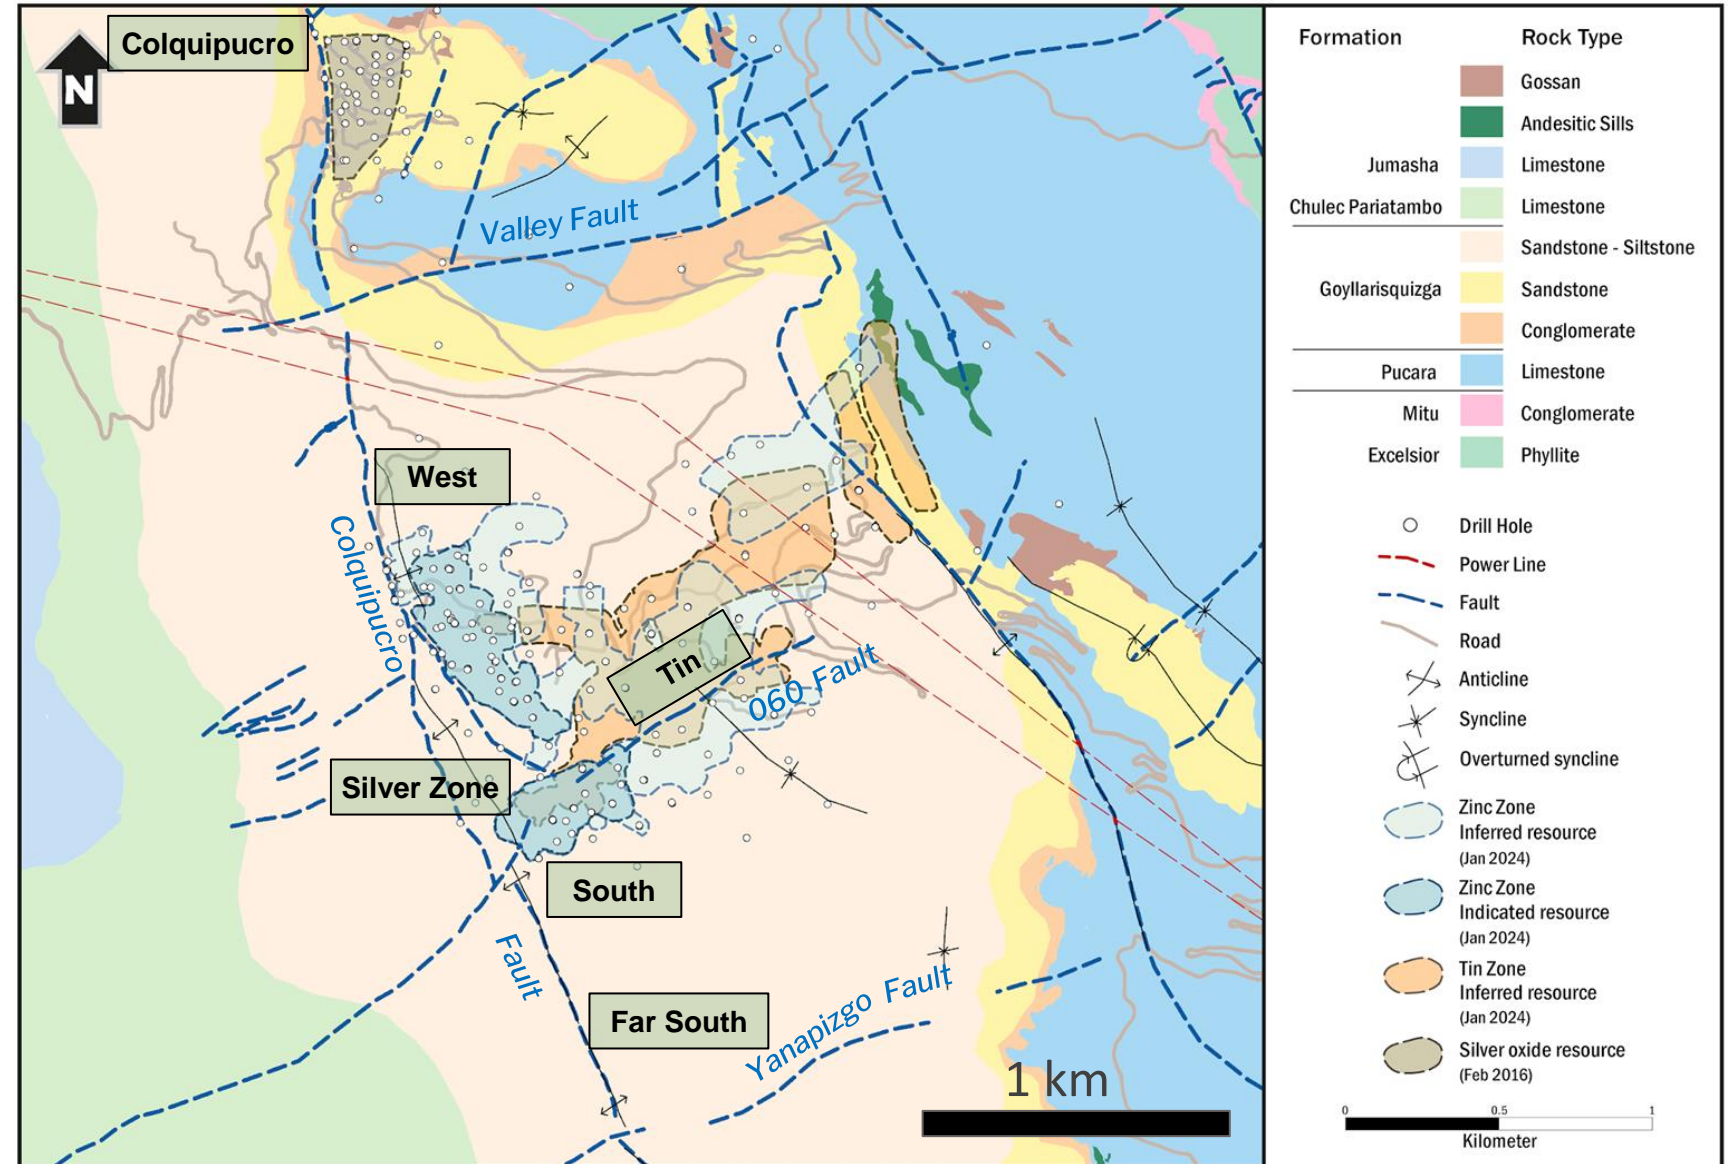 Colquipucro
N
Valley Fault
West
Colquipucro
Tin
060 Fault
Silver Zone
South
Fault
Far South
Yanapizgo Fault
1 km
Formation Rock Type
Gossan
Andesitic Sills
Jumasha Limestone
Chulec Pariatambo Limestone
Sandstone - Siltstone
Goyllarisquizga Sandstone
Conglomerate
Pucara Limestone
Mitu Conglomerate
Excelsior Phyllite
Drill Hole
Power Line
Fault
Road
Anticline
Syncline
Overturned syncline
Zinc Zone
Inferred resource
(Jan 2024)
Zinc Zone
Indicated resource
(Jan 2024)
Tin Zone
Inferred resource
(Jan 2024)
Silver oxide resource
(Feb 2016)
0 0.5 1
Kilometer